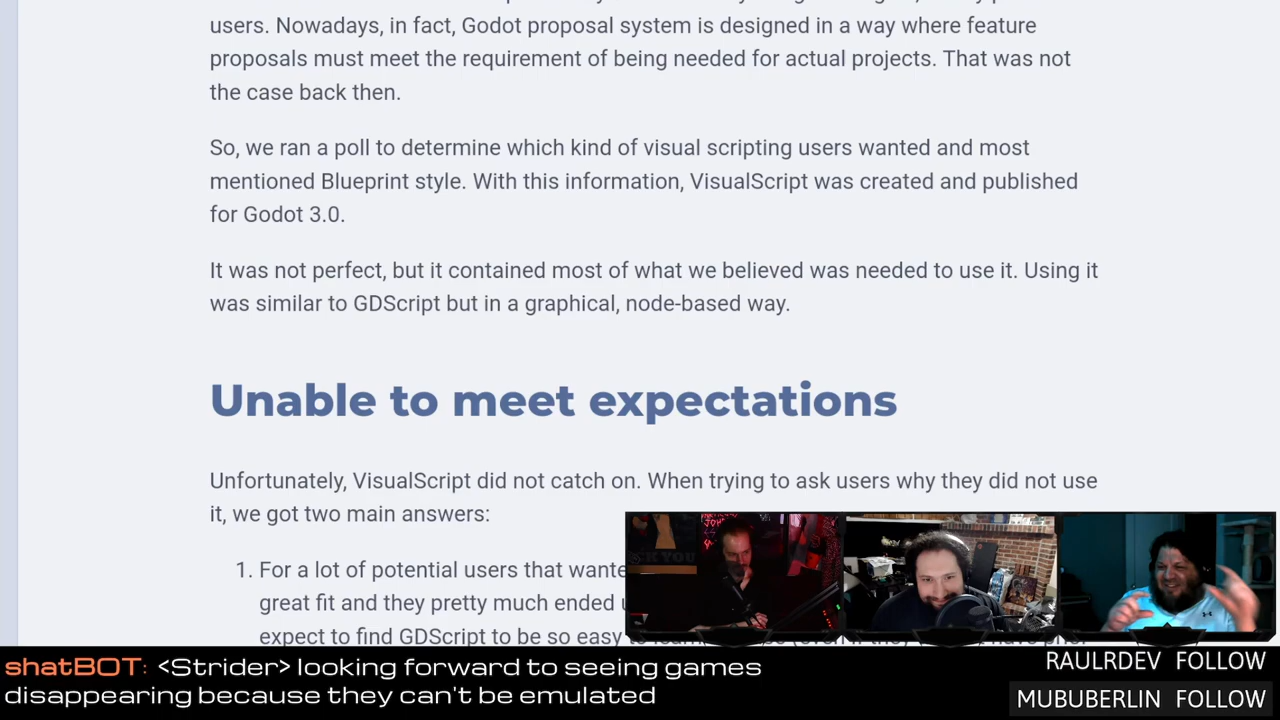 users. Nowadays, in fact, Godot proposal system is designed in a way where feature
proposals must meet the requirement of being needed for actual projects. That was not
the case back then.
So, we ran a poll to determine which kind of visual scripting users wanted and most
mentioned Blueprint style. With this information, VisualScript was created and published
for Godot 3.0.
It was not perfect, but it contained most of what we believed was needed to use it. Using it
was similar to GDScript but in a graphical, node-based way.
Unable to meet expectations
Unfortunately, VisualScript did not catch on. When trying to ask users why they did not use
it, we got two main answers:
1. For a lot of potential users that wante
great fit and they pretty much ended
expect to find GDScript to be so easy
shatBOT: <Strider> looking forward to seeing games
disappearing because they can't be emulated
RAULRDEV FOLLOW
MUBUBERLIN FOLLOW